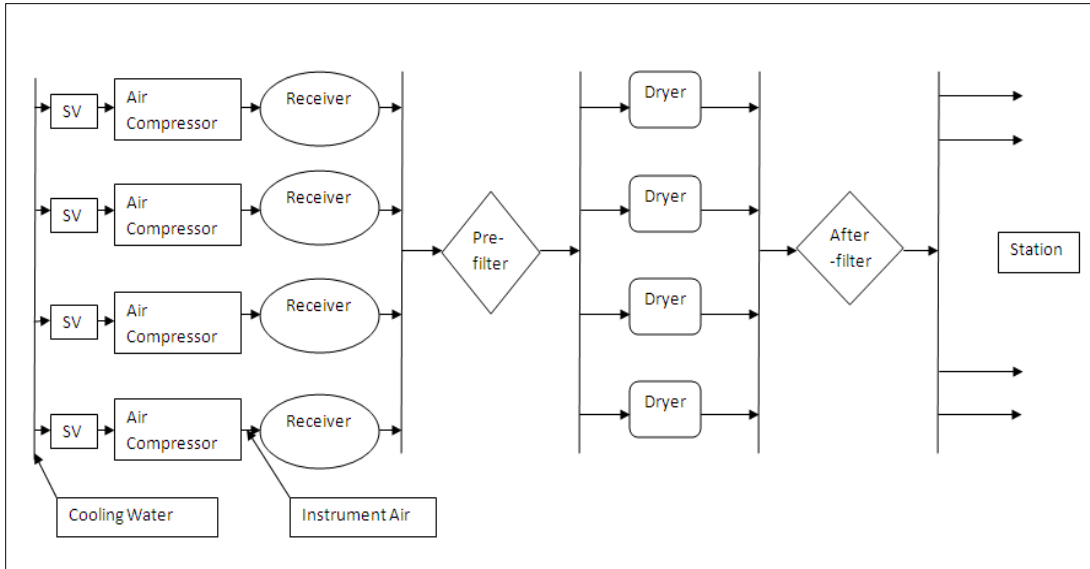 SV
Air
Compressor
Receiver
Dryer
SV
Air
Compressor
Receiver
Dryer
Pre-
filter
After
-filter
Station
SV
Air
Compressor
Receiver
Dryer
SV
Air
Compressor
Receiver
Dryer
Cooling Water
Instrument Air